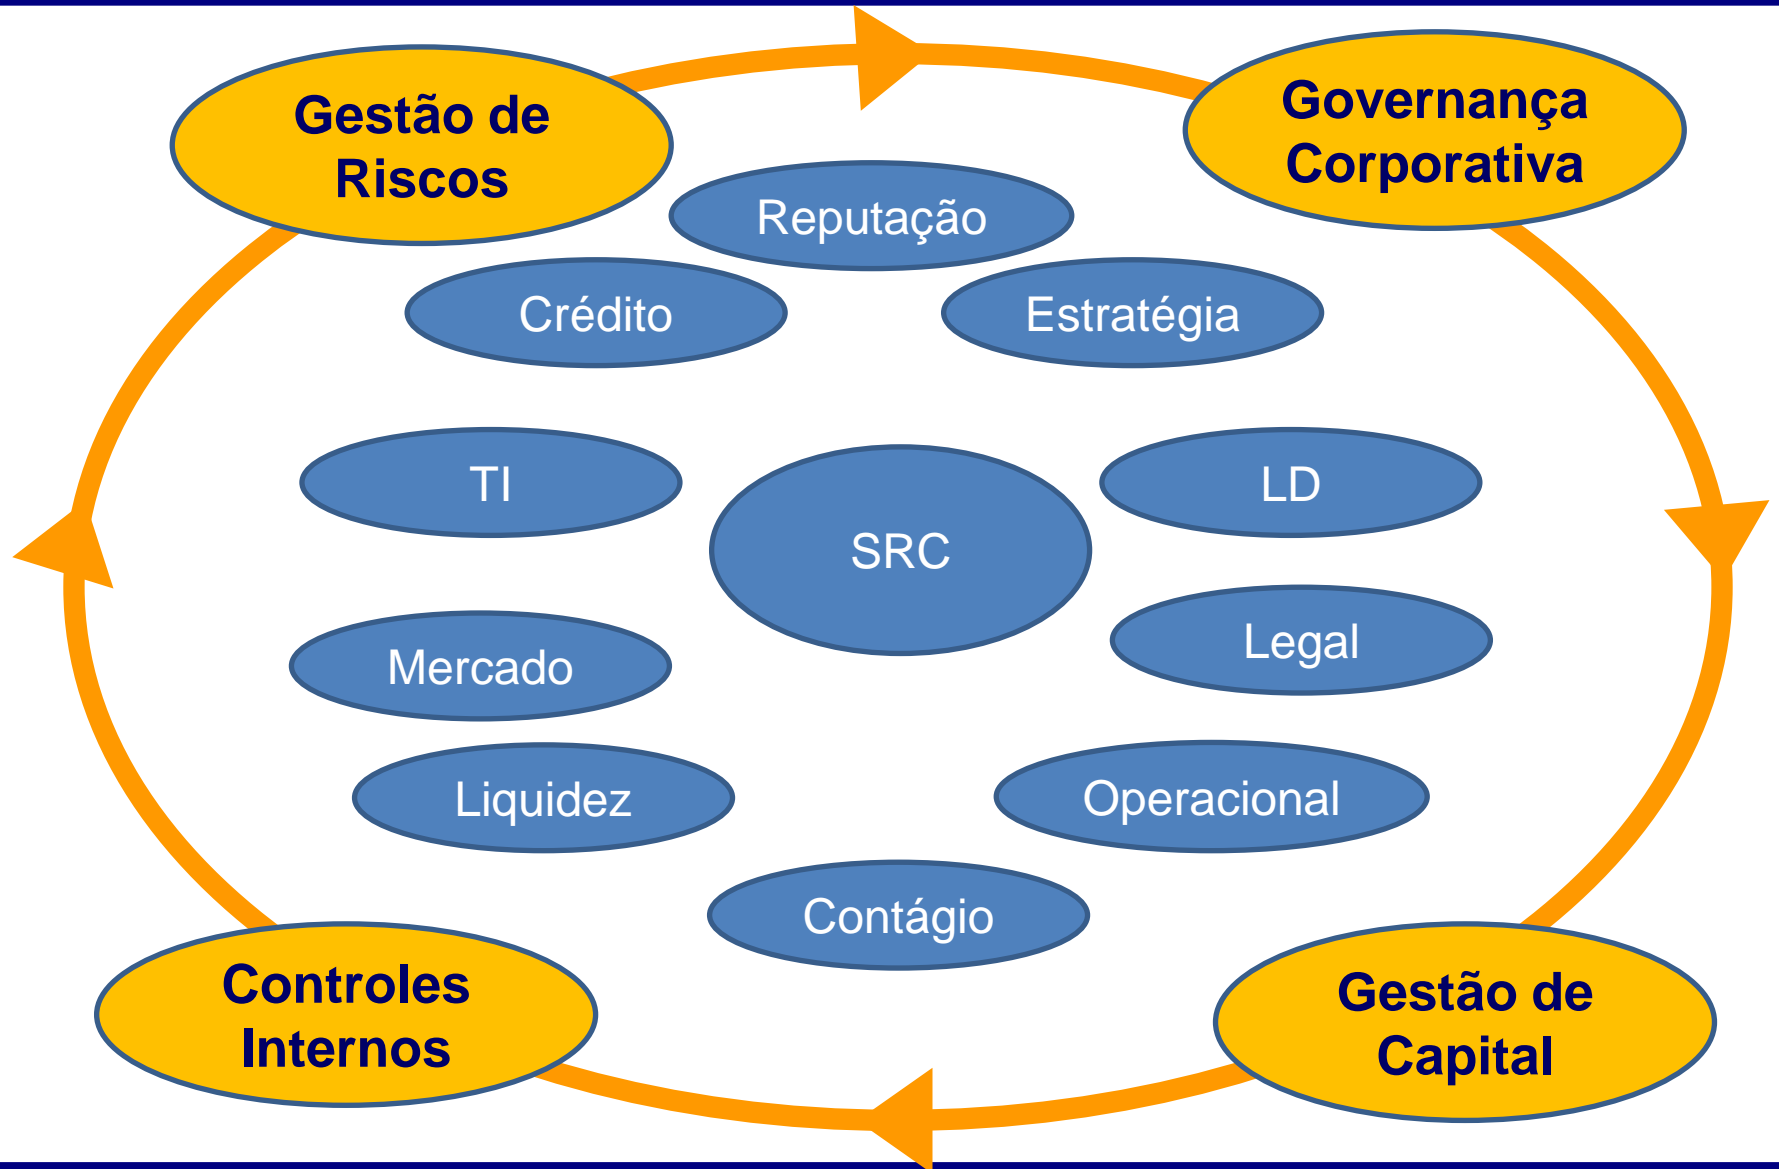 Gestão de
Riscos
Governança
Corporativa
Reputação
Crédito
Estratégia
TI
LD
SRC
Mercado
Legal
Liquidez
Operacional
Contágio
Controles
Internos
Gestão de
Capital